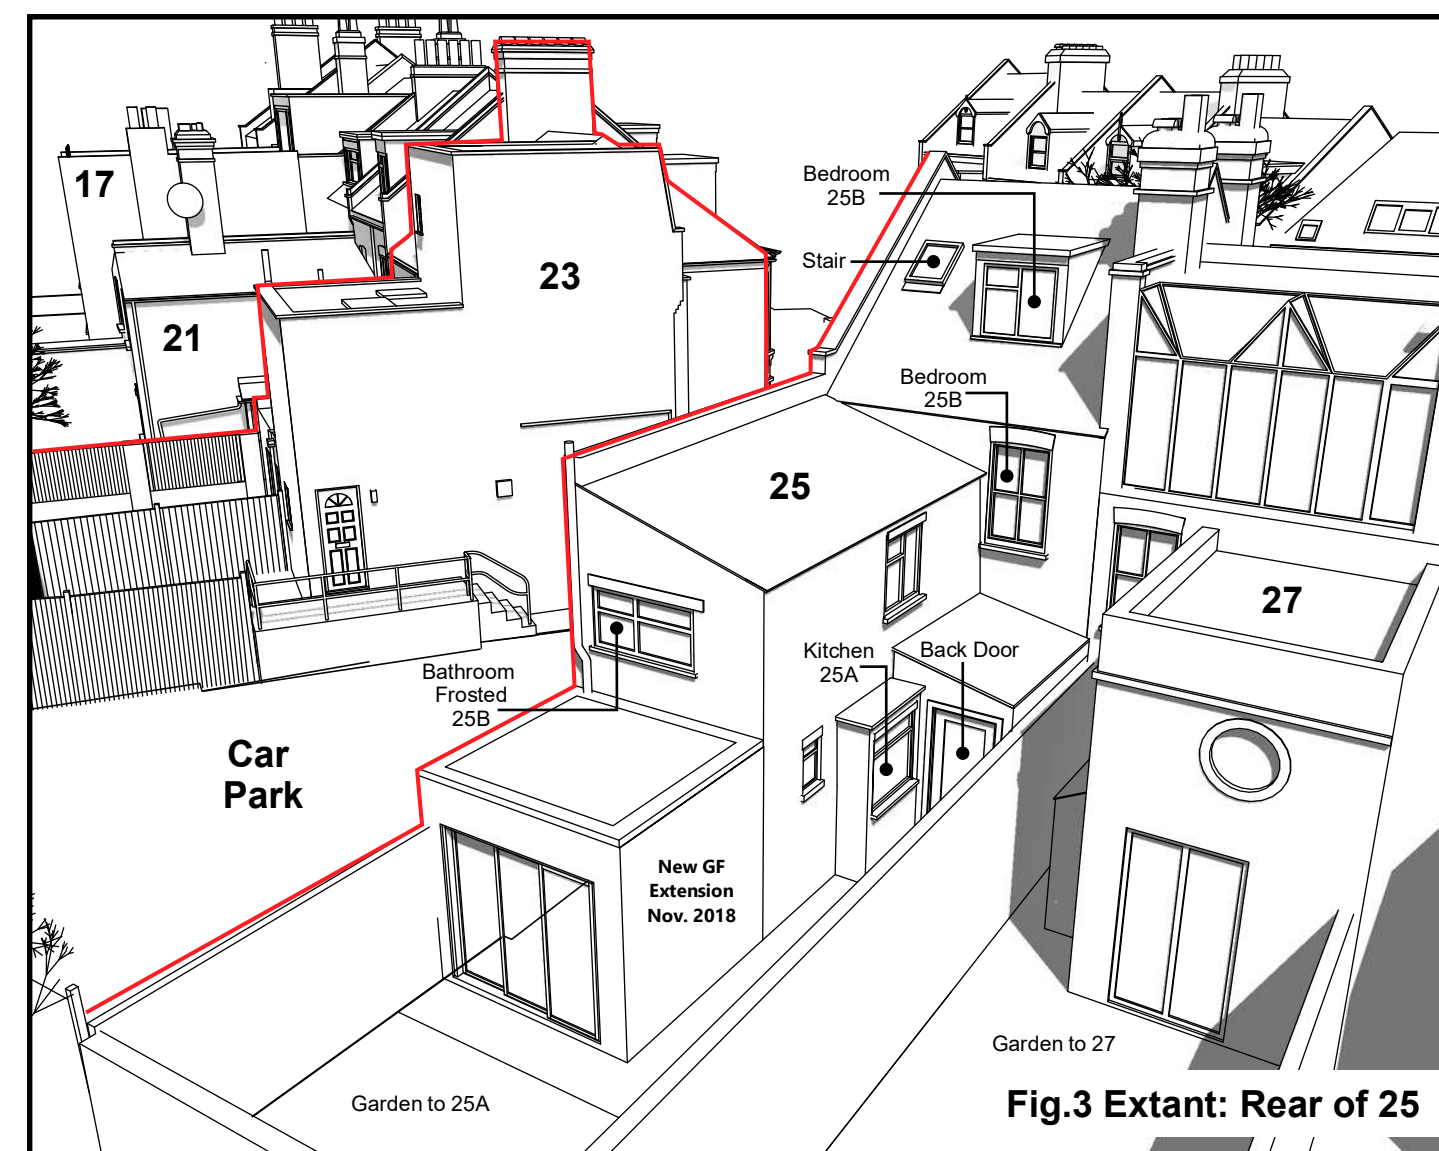 17
Bedroom
25B
Stair
23
21
Bedroom
25B
25
27
Kitchen
25A
Back Door
Bathroom
Frosted
25B
Car
Park
New GF
Extension
Nov. 2018
Garden to 27
Garden to 25A
Fig.3 Extant: Rear of 25